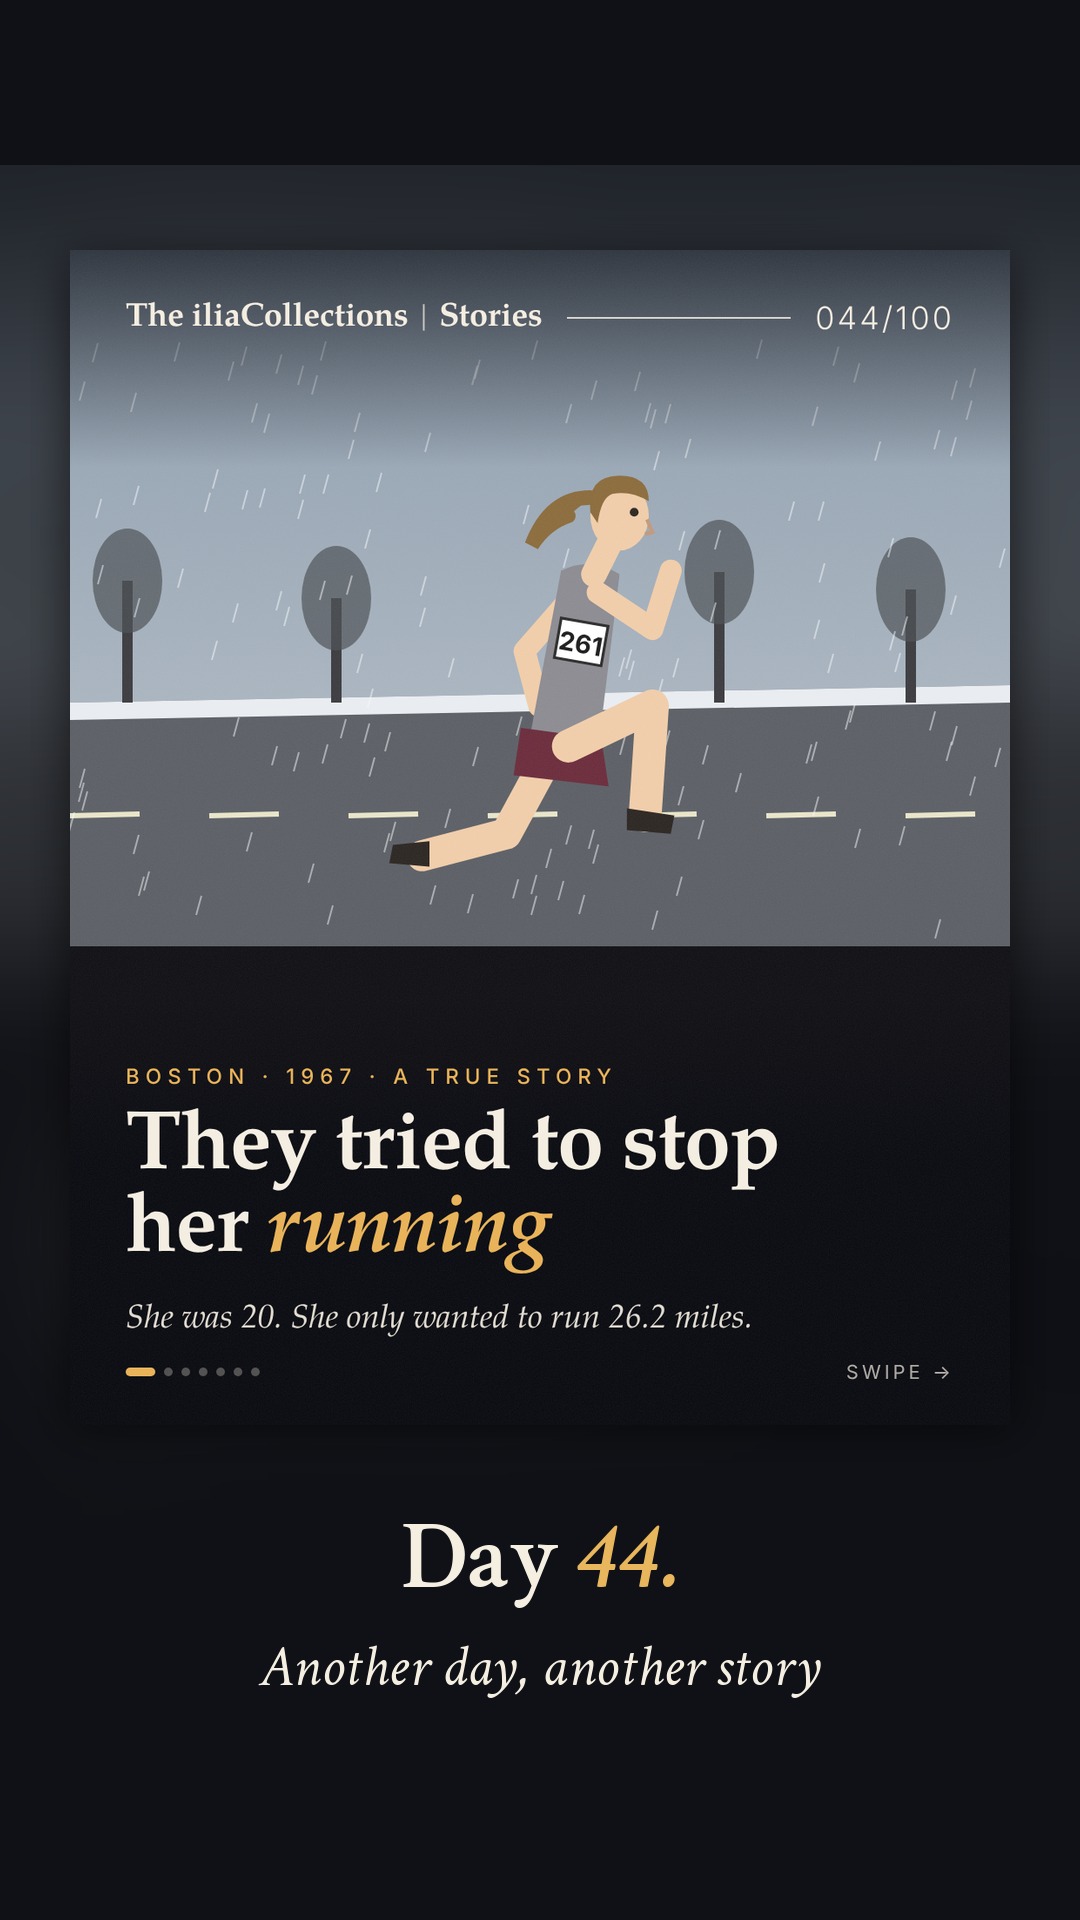 The iliaCollections | Stories 044/100
261
BOSTON · 1967 · A TRUE STORY
They tried to stop
her running
She was 20. She only wanted to run 26.2 miles.
SWIPE →
Day 44.
Another day, another story